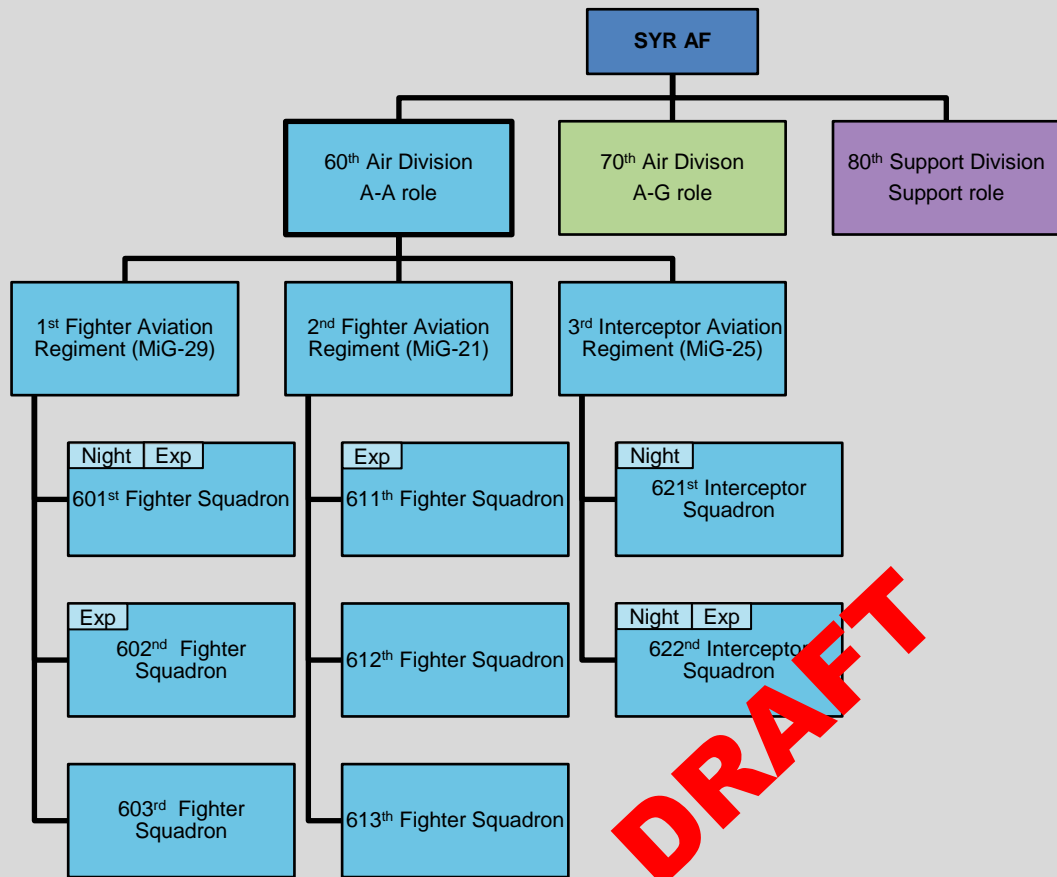 SYR AF
60th Air Division
A-A role
70th Air Divison
A-G role
80th Support Division
Support role
1st Fighter Aviation
Regiment (MiG-29)
2nd Fighter Aviation
Regiment (MiG-21)
3rd Interceptor Aviation
Regiment (MiG-25)
Night Exp
601st Fighter Squadron
Exp
611th Fighter Squadron
Night
621st Interceptor
Squadron
Exp
602nd Fighter
Squadron
612th Fighter Squadron
Night Exp
622nd Interceptor
Squadron
603rd Fighter
Squadron
613th Fighter Squadron
DRAFT